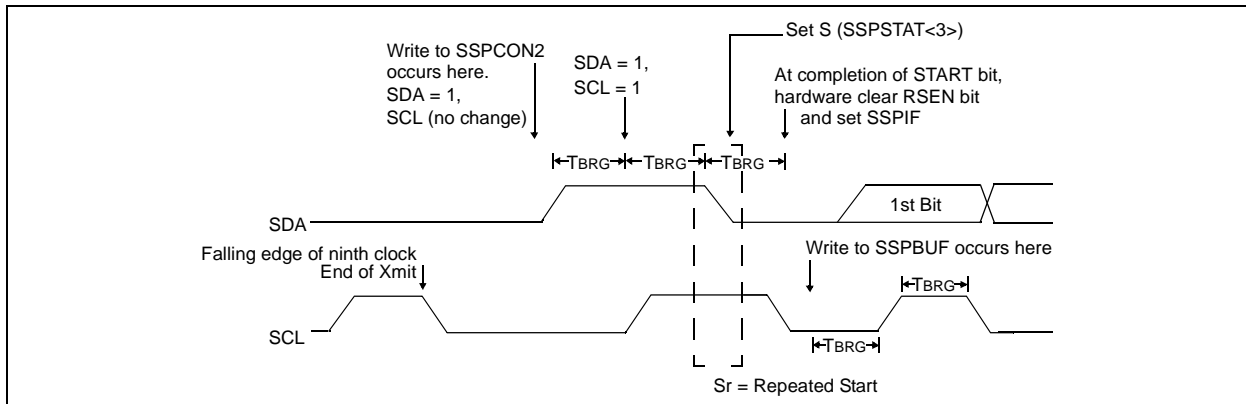 Set S (SSPSTAT<3>)
Write to SSPCON2
occurs here.
SDA = 1,
SCL (no change)
SDA = 1,
SCL = 1
At completion of START bit,
hardware clear RSEN bit
and set SSPIF
TBRG
TBRG
TBRG
SDA
1st Bit
Falling edge of ninth clock
End of Xmit
Write to SSPBUF occurs here
TBRG
SCL
TBRG
Sr = Repeated Start